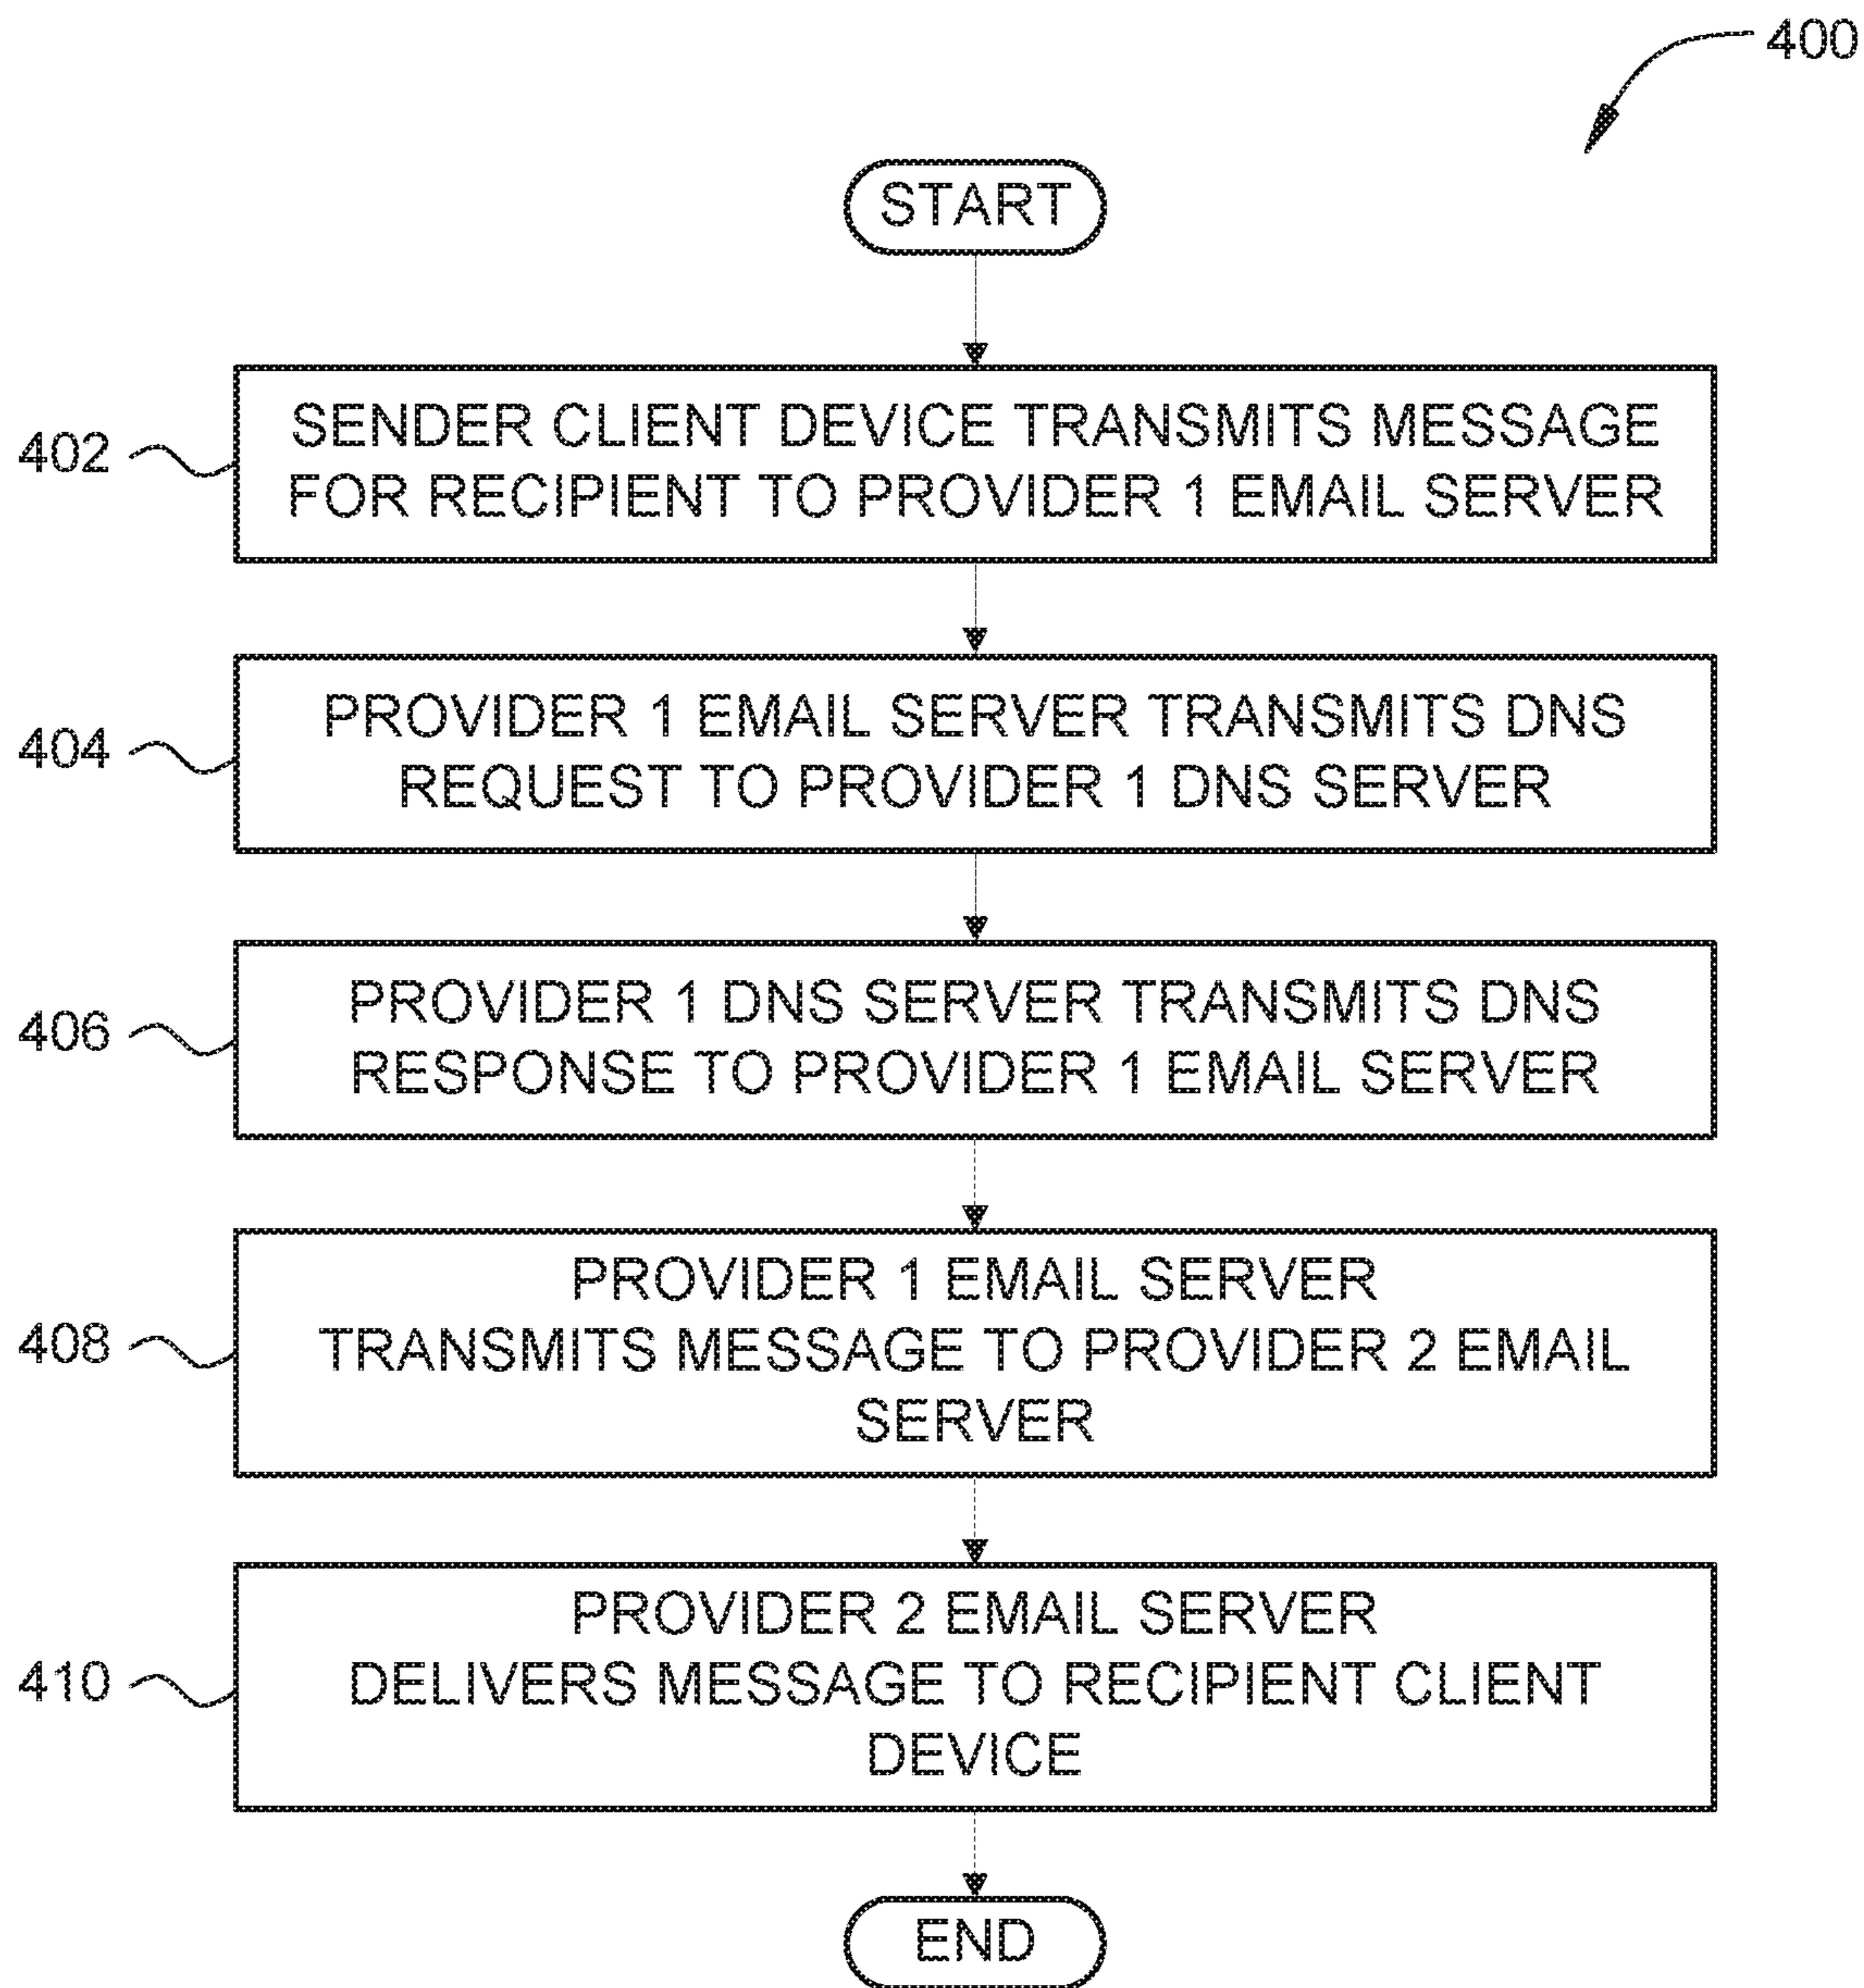 400
START
402
SENDER CLIENT DEVICE TRANSMITS MESSAGE
FOR RECIPIENT TO PROVIDER 1 EMAIL SERVER
404
PROVIDER 1 EMAIL SERVER TRANSMITS DNS
REQUEST TO PROVIDER 1 DNS SERVER
406
PROVIDER 1 DNS SERVER TRANSMITS DNS
RESPONSE TO PROVIDER 1 EMAIL SERVER
408
PROVIDER 1 EMAIL SERVER
TRANSMITS MESSAGE TO PROVIDER 2 EMAIL
SERVER
410
PROVIDER 2 EMAIL SERVER
DELIVERS MESSAGE TO RECIPIENT CLIENT
DEVICE
END